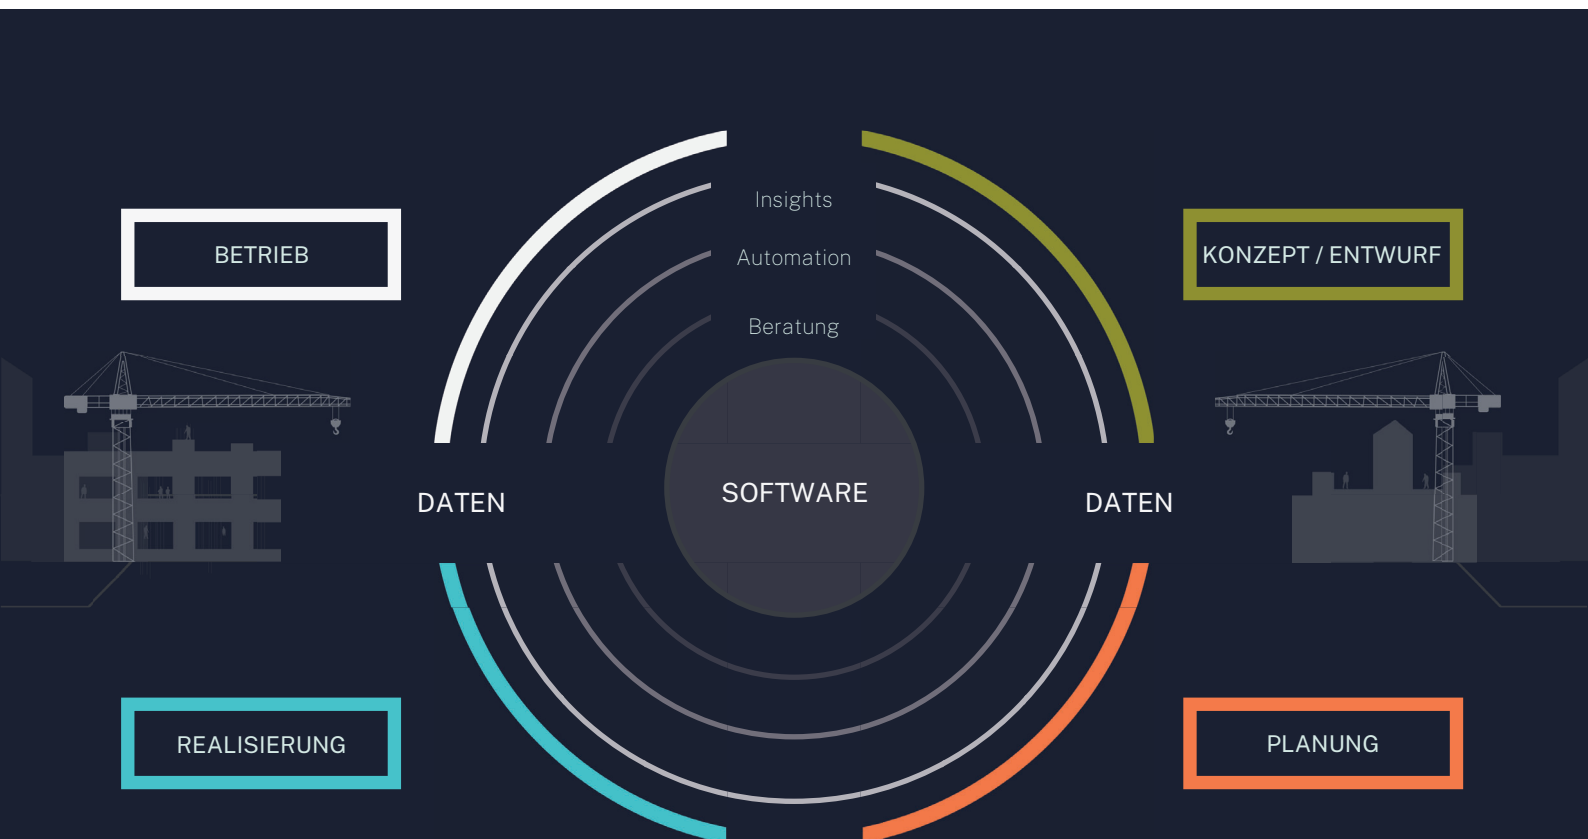 Insights
BETRIEB
KONZEPT / ENTWURF
Automation
Beratung
DATEN
SOFTWARE
DATEN
REALISIERUNG
PLANUNG